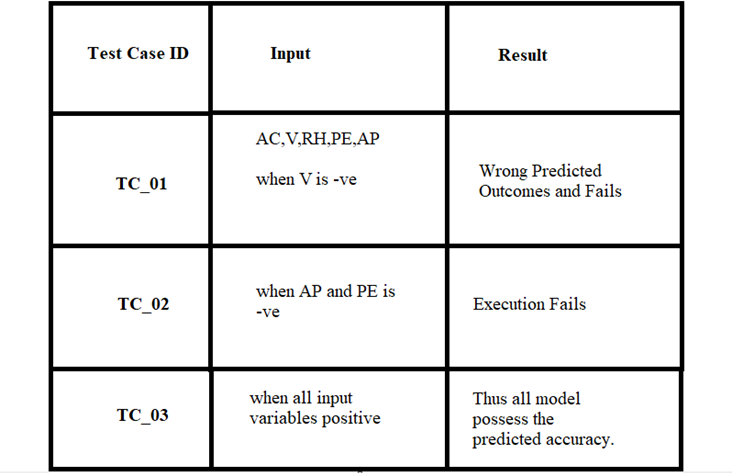 Test Case ID
Input
Result
TC_01
AC,V,RH,PE,AP
when V is -ve
Wrong Predicted
Outcomes and Fails
TC_02
when AP and PE is
-ve
Execution Fails
TC_03
when all input
variables positive
Thus all model
possess the
predicted accuracy.